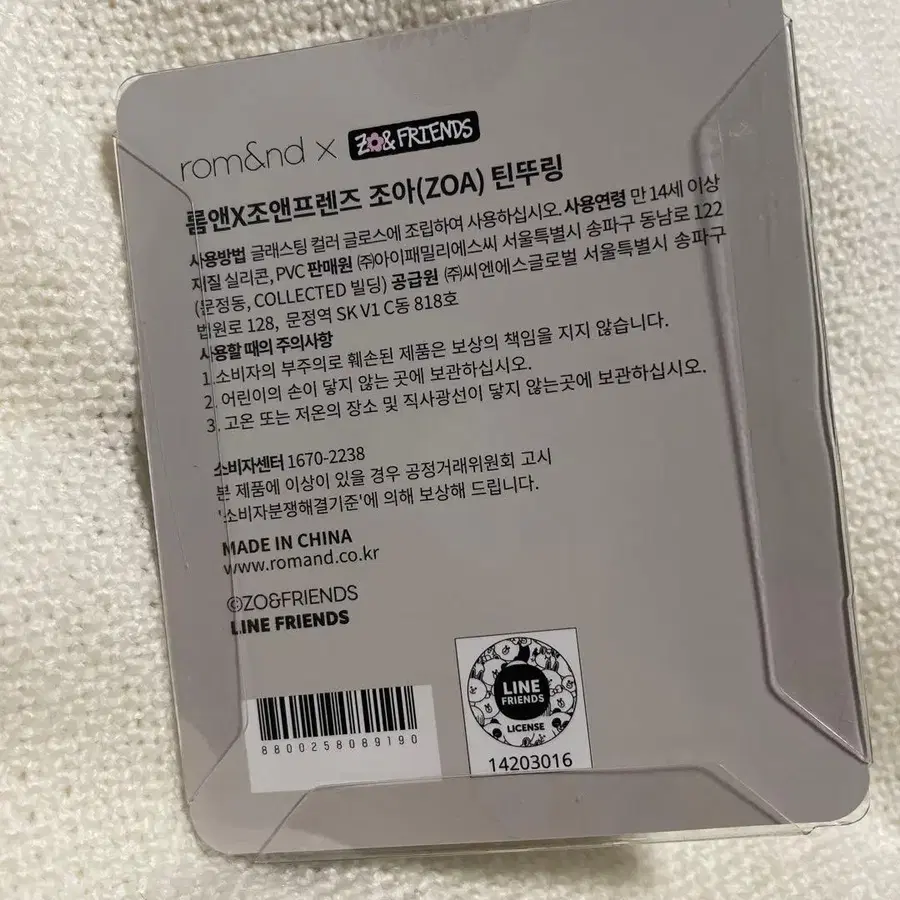 rom&nd × ZO&FRIENDS
롬앤X조앤프렌즈 조아(ZOA) 틴뚜링
사용방법 글래스팅 컬러 글로스에 조립하여 사용하십시오. 사용연령 만 14세 이상
재질 실리콘, PVC 판매원 ㈜아이패밀리에스씨 서울특별시 송파구 동남로 122
(문정동, COLLECTED 빌딩) 공급원 ㈜씨엔에스글로벌 서울특별시 송파구
법원로 128, 문정역 SK V1 C동 818호
사용할 때의 주의사항
1. 소비자의 부주의로 훼손된 제품은 보상의 책임을 지지 않습니다.
2. 어린이의 손이 닿지 않는 곳에 보관하십시오.
3. 고온 또는 저온의 장소 및 직사광선이 닿지 않는곳에 보관하십시오.
소비자센터 1670-2238
본 제품에 이상이 있을 경우 공정거래위원회 고시
'소비자분쟁해결기준'에 의해 보상해 드립니다.
MADE IN CHINA
www.romand.co.kr
©ZO&FRIENDS
LINE FRIENDS
8800258089190
LINE
FRIENDS
LICENSE
14203016